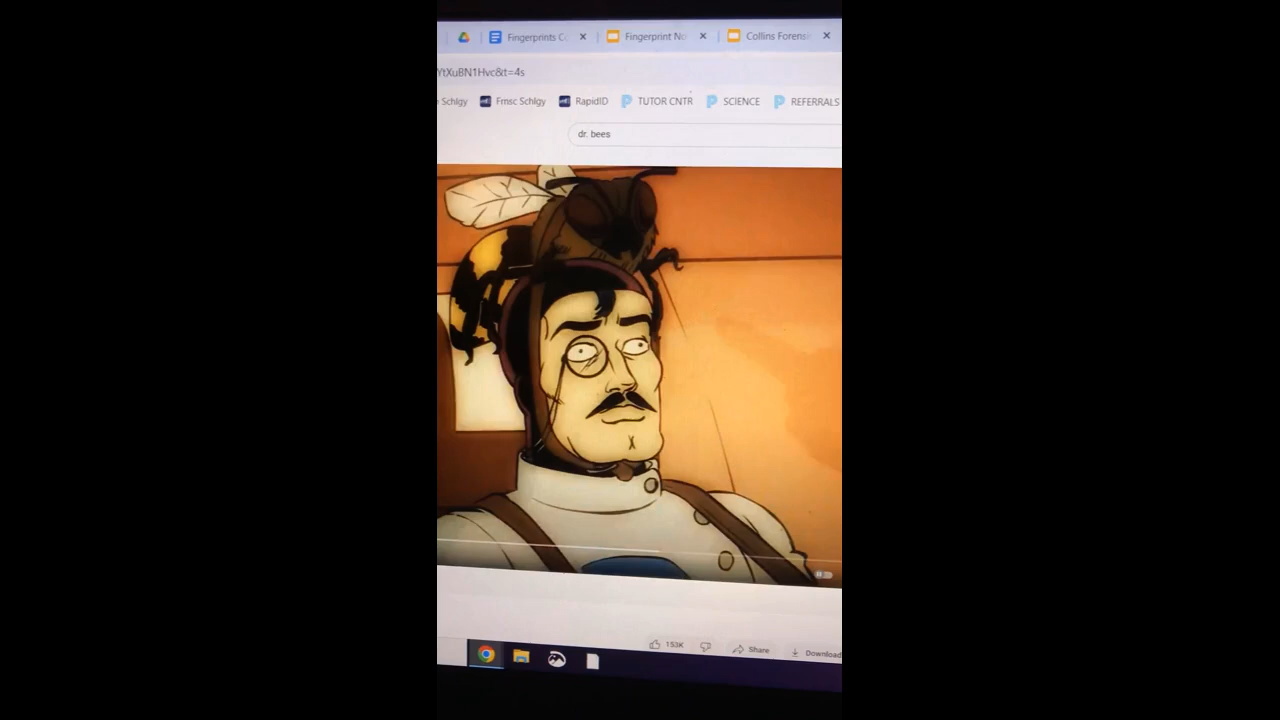 Fingerprints C
Fingerprint No
Collins Forens
YtXuBN1Hvc&t=4s
Schlgy
Frnsc Schlgy
RapidID
TUTOR CNTR
SCIENCE
REFERRALS
dr. bees
153K
Share
Download